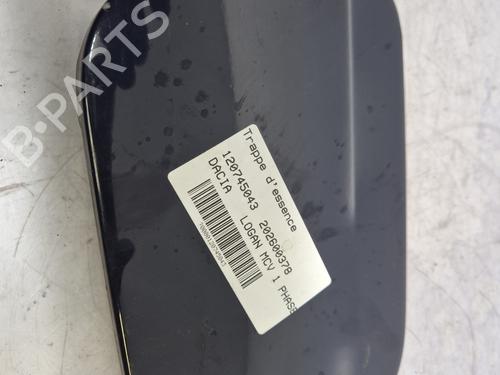 B-PARTS
Trappe d'essence
120745043 202600378
DACIA LOGAN MCV 1 PHASE